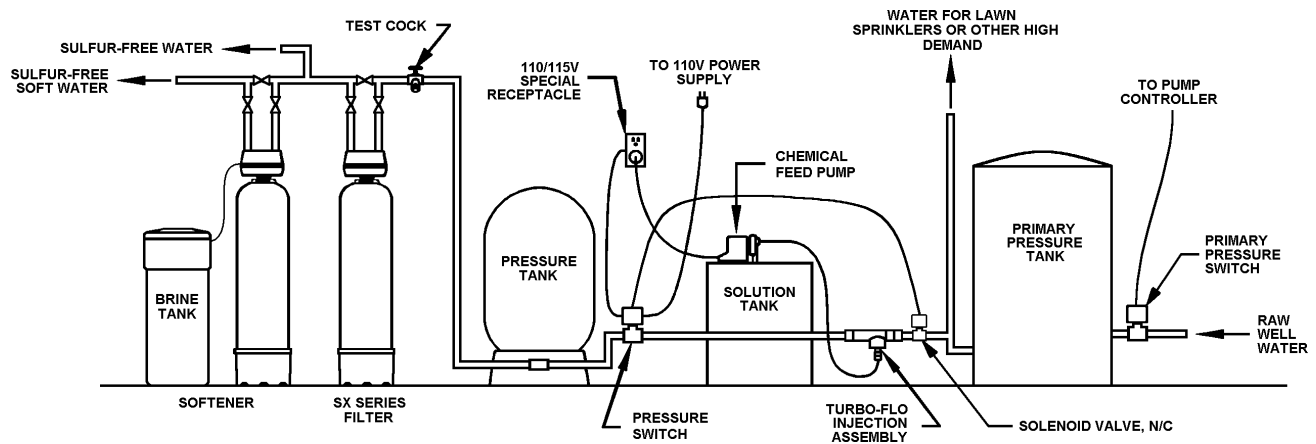 TEST COCK
SULFUR-FREE WATER
SULFUR-FREE
SOFT WATER
110/115V
SPECIAL
RECEPTACLE
TO 110V POWER
SUPPLY
WATER FOR LAWN
SPRINKLERS OR OTHER HIGH
DEMAND
TO PUMP
CONTROLLER
CHEMICAL
FEED PUMP
PRIMARY
PRESSURE
TANK
PRIMARY
PRESSURE
SWITCH
PRESSURE
TANK
BRINE
TANK
SOLUTION
TANK
RAW
WELL
WATER
SOFTENER
SX SERIES
FILTER
PRESSURE
SWITCH
TURBO-FLO
INJECTION
ASSEMBLY
SOLENOID VALVE, N/C